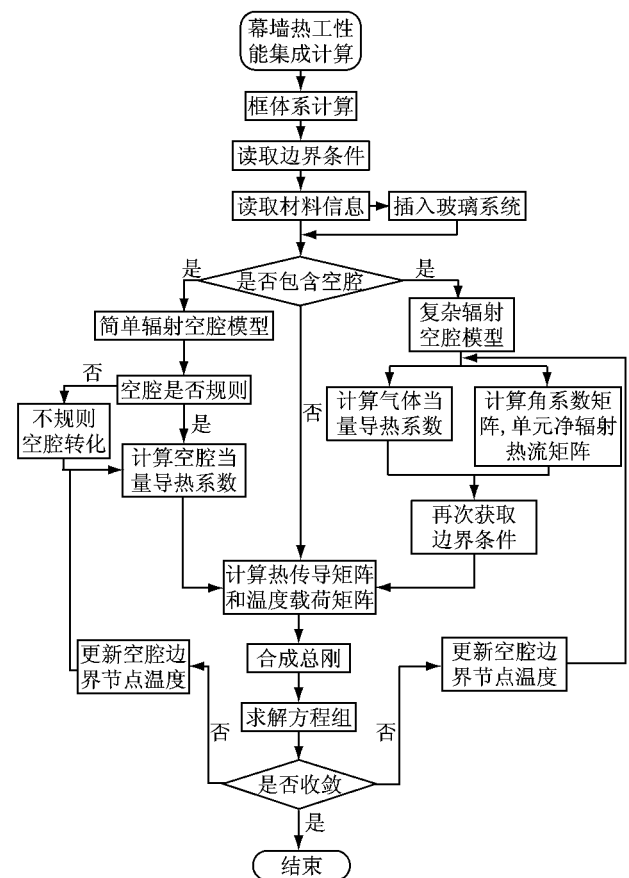 幕墙热工性
能集成计算
框体系计算
读取边界条件
读取材料信息
插入玻璃系统
是
是否包含空腔
是
简单辐射空腔模型
复杂辐射
空腔模型
否
空腔是否规则
否
计算气体当
量导热系数
计算角系数矩
阵,单元净辐射
热流矩阵
不规则
空腔转化
是
计算空腔当
量导热系数
再次获取
边界条件
计算热传导矩阵
和温度载荷矩阵
更新空腔边
界节点温度
合成总刚
更新空腔边
界节点温度
求解方程组
否
否
是否收敛
是
结束